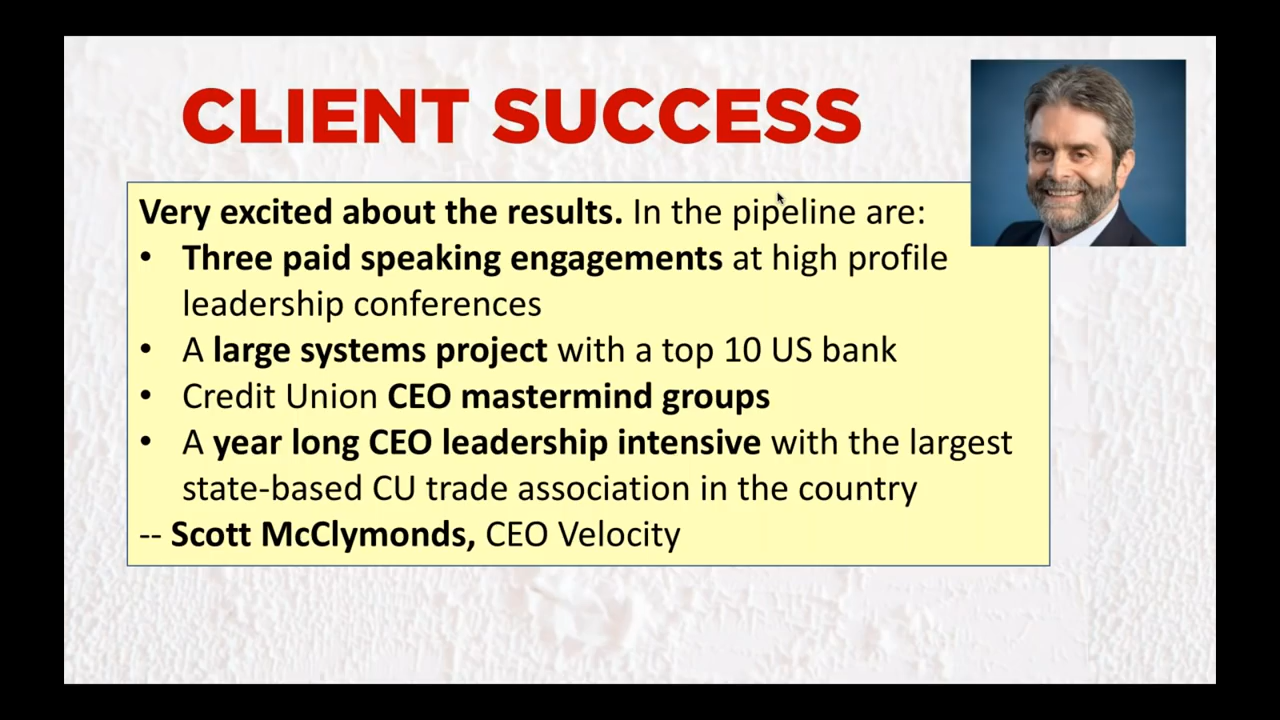 CLIENT SUCCESS
Very excited about the results. In the pipeline are:
• Three paid speaking engagements at high profile
leadership conferences
• A large systems project with a top 10 US bank
• Credit Union CEO mastermind groups
• A year long CEO leadership intensive with the largest
state-based CU trade association in the country
-- Scott McClymonds, CEO Velocity